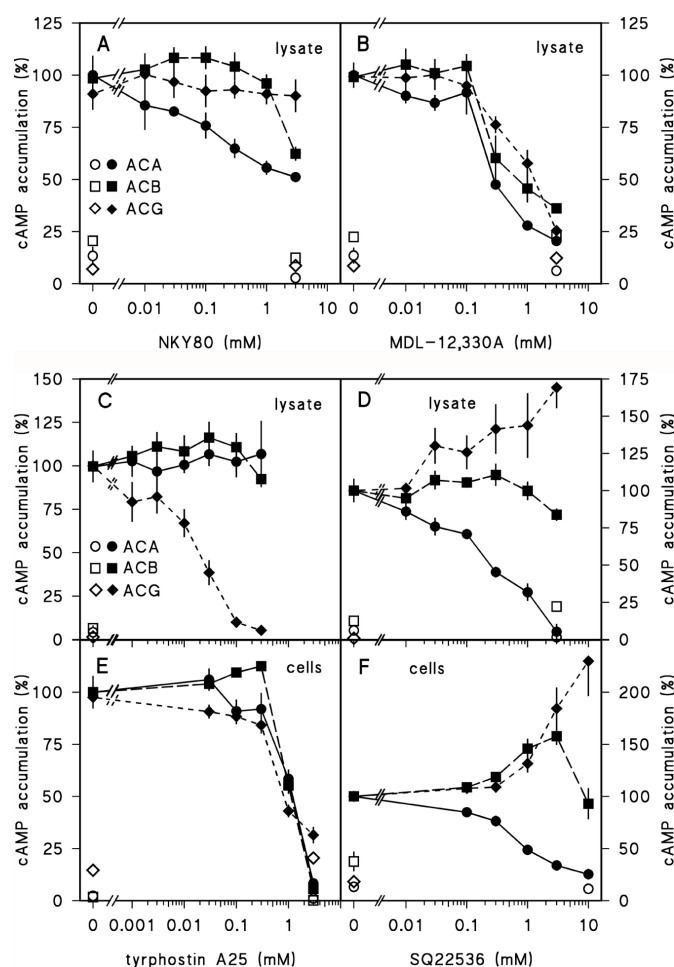 A
lysate
B
lysate
cAMP accumulation (%)
125
100
75
50
25
0
ACA
ACB
ACG
125
100
75
50
25
0
cAMP accumulation (%)
0 0.01 0.1 1 10
NKY80 (mM)
0 0.01 0.1 1 10
MDL-12,330A (mM)
C
lysate
D
lysate
cAMP accumulation (%)
150
125
100
75
50
25
0
ACA
ACB
ACG
175
150
125
100
75
50
25
0
cAMP accumulation (%)
E
cells
F
cells
cAMP accumulation (%)
100
75
50
25
0
200
150
100
50
0
cAMP accumulation (%)
0 0.001 0.01 0.1 1
tyrphostin A25 (mM)
0 0.01 0.1 1 10
SQ22536 (mM)